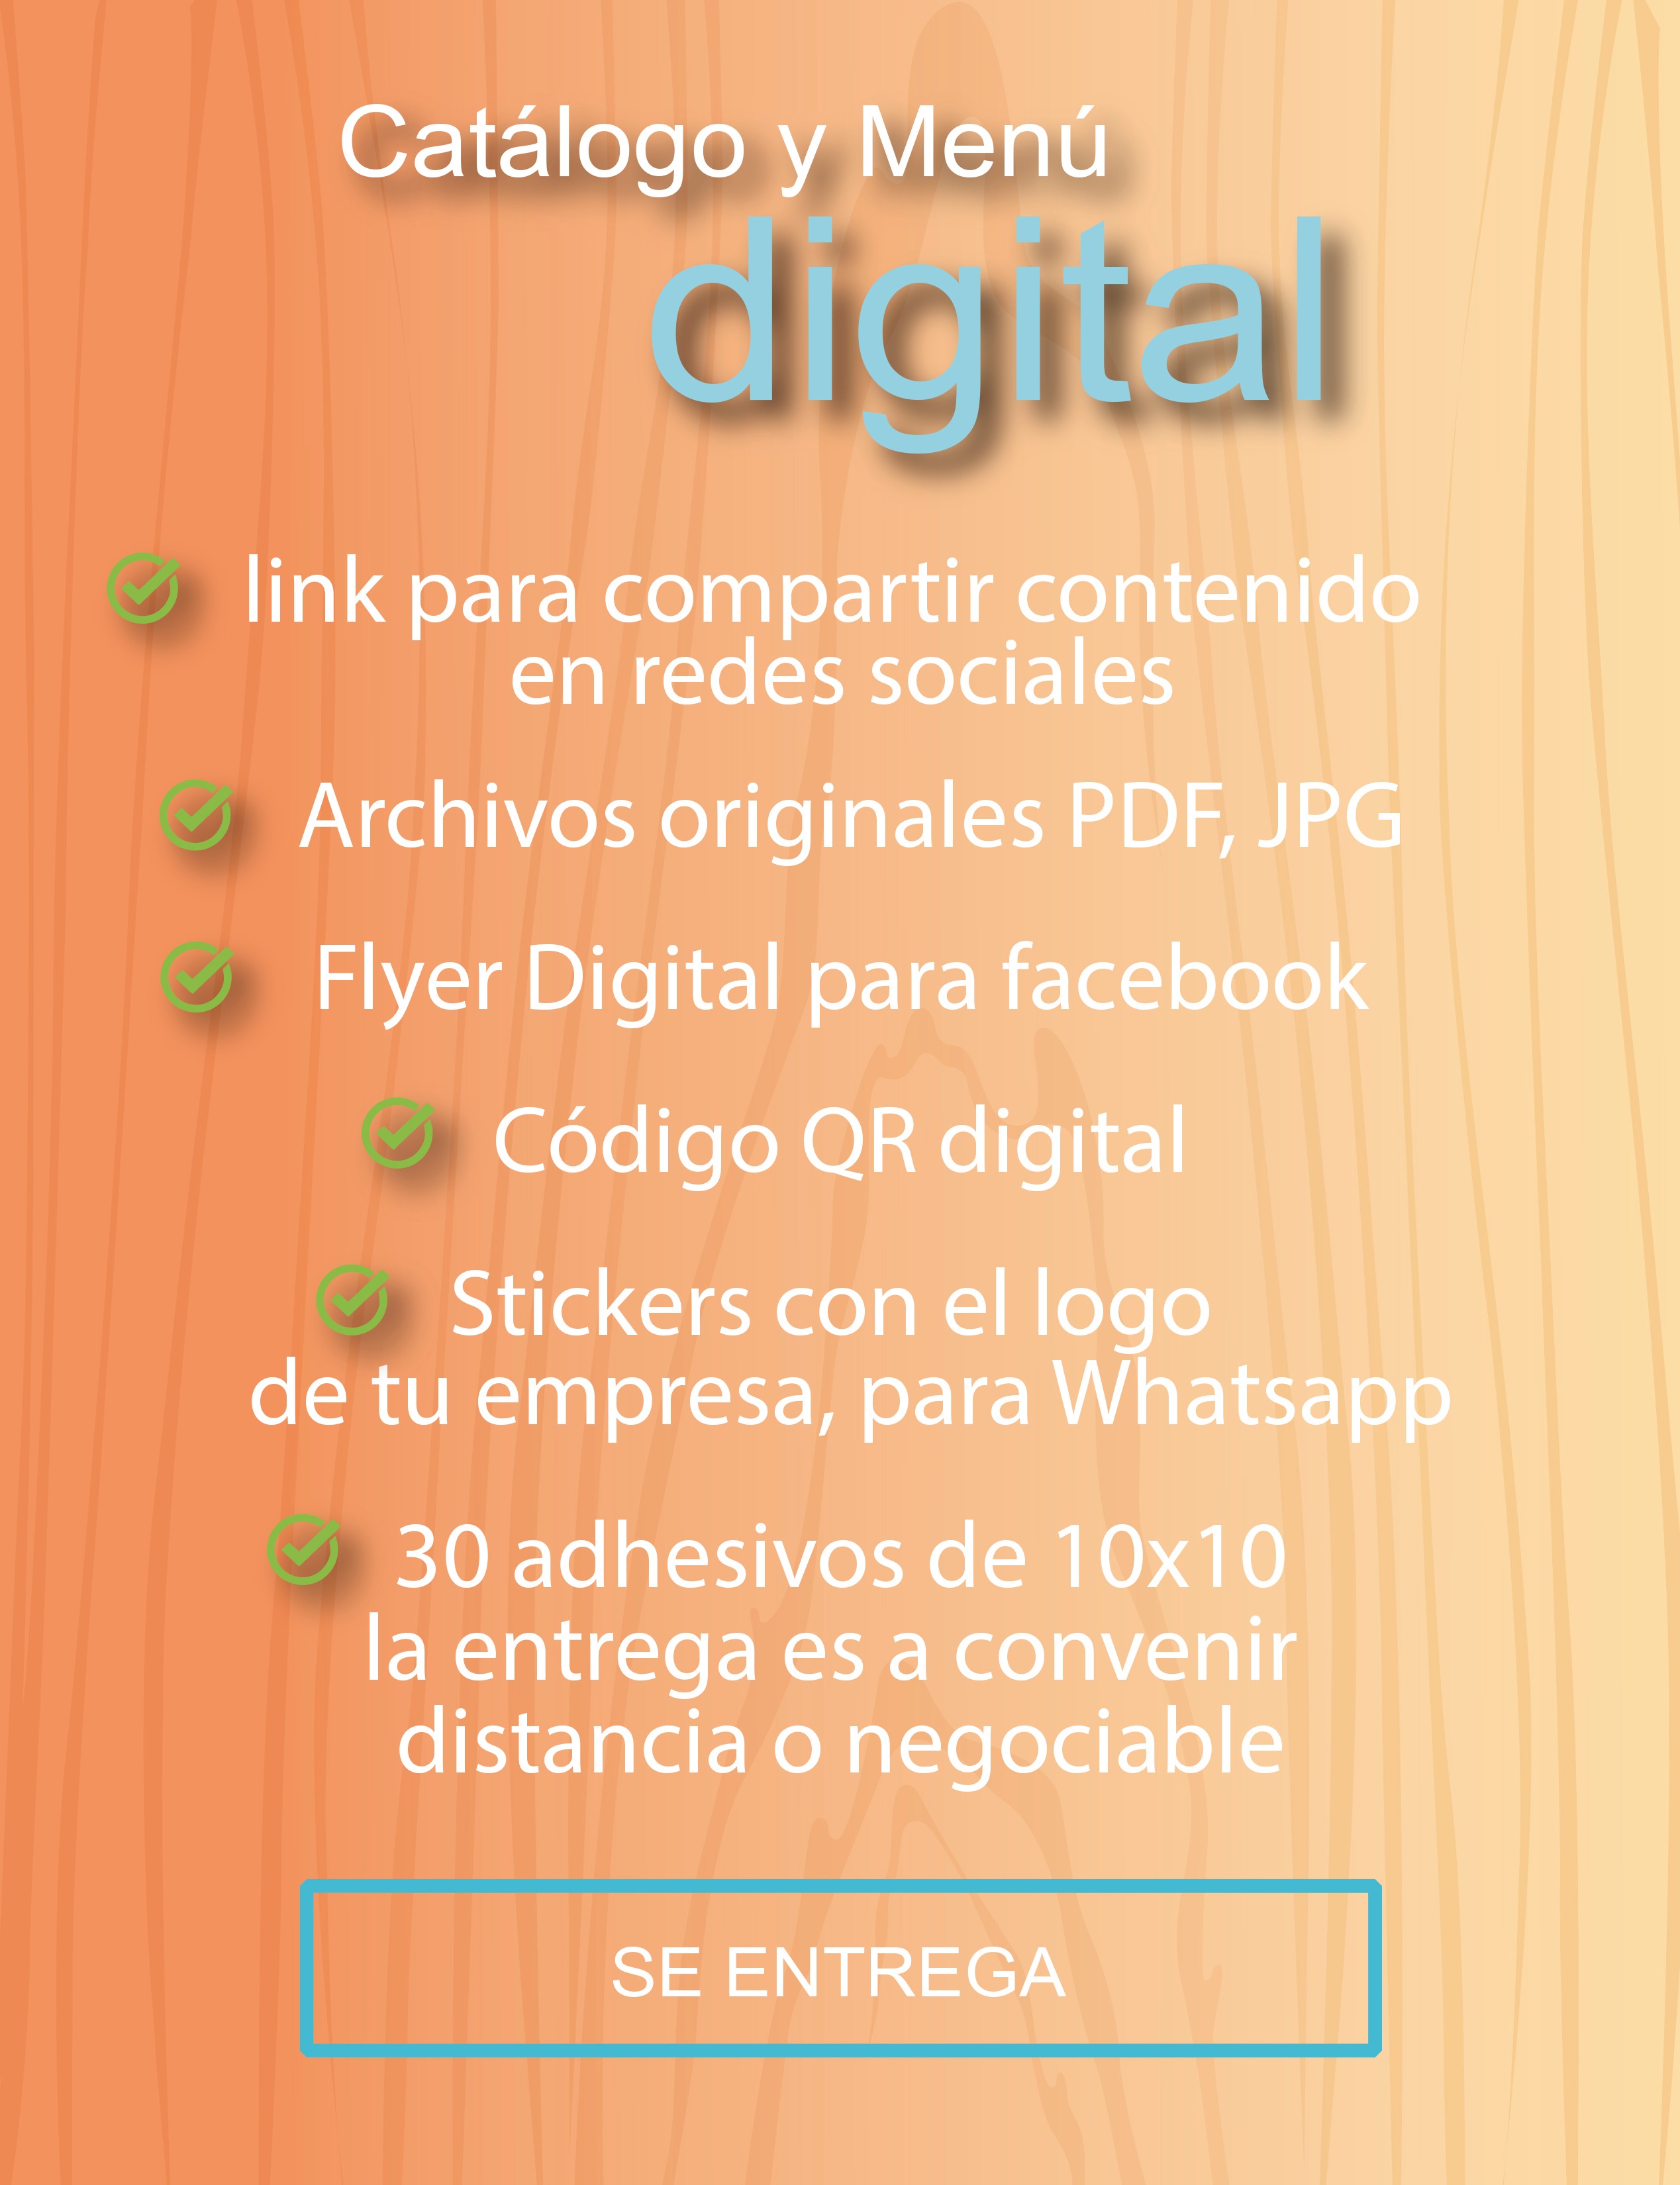 Catálogo y Menú
digital
link para compartir contenido
en redes sociales
Archivos originales PDF, JPG
Flyer Digital para facebook
Código QR digital
Stickers con el logo
de tu empresa, para Whatsapp
30 adhesivos de 10x10
la entrega es a convenir
distancia o negociable
SE ENTREGA